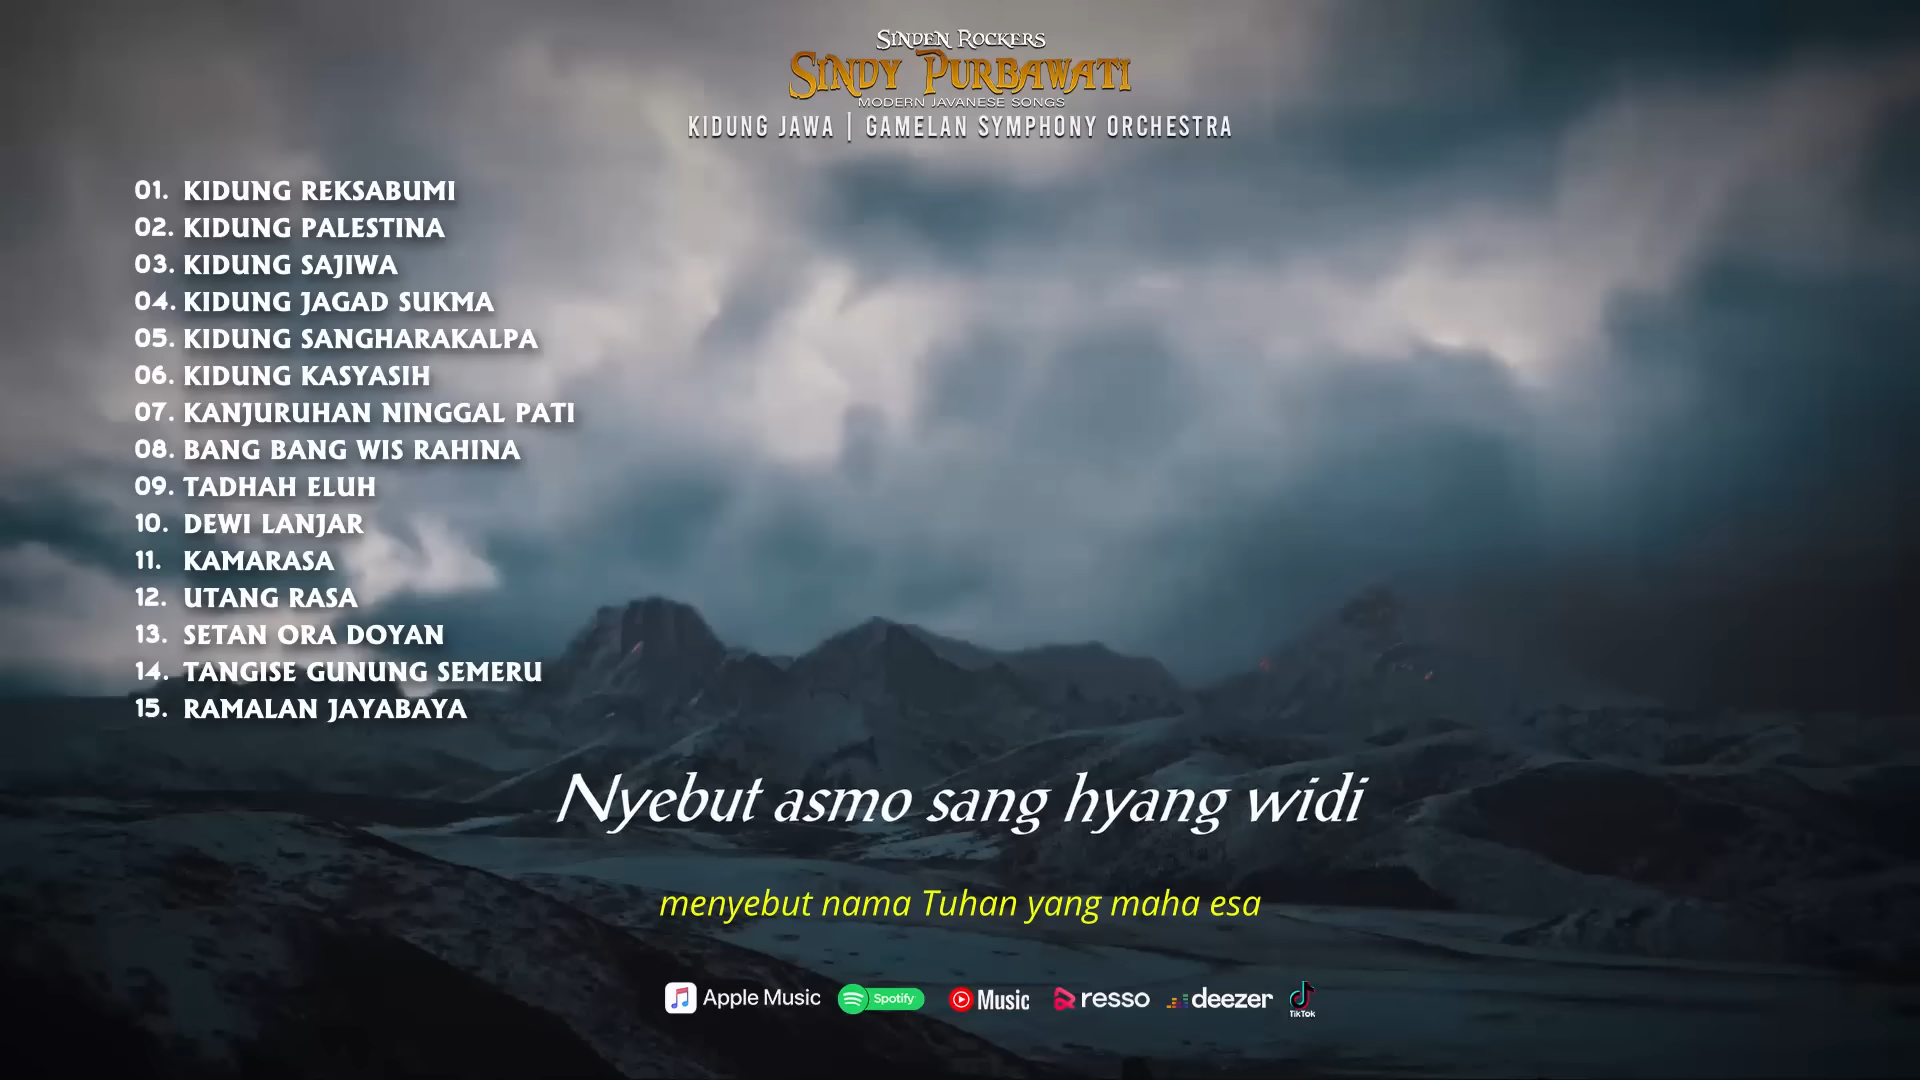 SINDEN ROCKERS
SINDY PURBAWATI
MODERN JAVANESE SONGS
KIDUNG JAWA | GAMELAN SYMPHONY ORCHESTRA
01. KIDUNG REKSABUMI
02. KIDUNG PALESTINA
03. KIDUNG SAJIWA
04. KIDUNG JAGAD SUKMA
05. KIDUNG SANGHARAKALPA
06. KIDUNG KASYASIH
07. KANJURUHAN NINGGAL PATI
08. BANG BANG WIS RAHINA
09. TADHAH ELUH
10. DEWI LANJAR
11. KAMARASA
12. UTANG RASA
13. SETAN ORA DOYAN
14. TANGISE GUNUNG SEMERU
15. RAMALAN JAYABAYA
Nyebut asmo sang hyang widi
menyebut nama Tuhan yang maha esa
Apple Music Spotify Music resso deezer TikTok